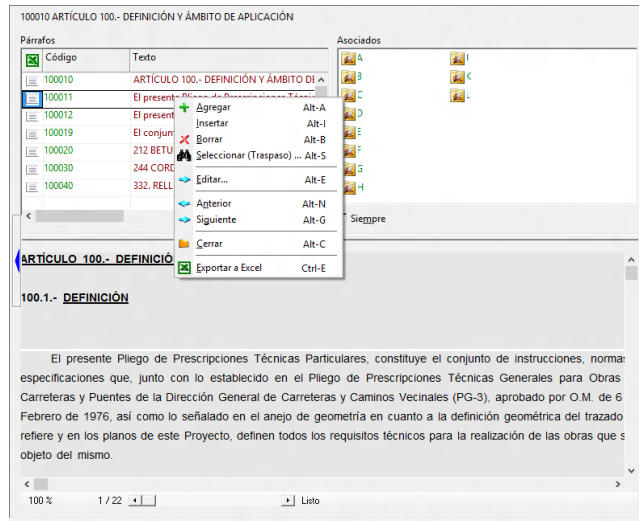 100010 ARTÍCULO 100.- DEFINICIÓN Y ÁMBITO DE APLICACIÓN
Párrafos
Asociados
Código Texto
100010 ARTÍCULO 100.- DEFINICIÓN Y ÁMBITO DE
100011
100012 El present
100019 El conjun
100020 212 BETU
100030 244 CORD
100040 332. RELL
A
B
C
D
E
F
G
H
I
K
L
Agregar Alt-A
Insertar Alt-I
Borrar Alt-B
Seleccionar (Traspaso) ... Alt-S
Editar... Alt-E
Anterior Alt-N
Siguiente Alt-G
Cerrar Alt-C
Exportar a Excel Ctrl-E
Siempre
ARTÍCULO 100.- DEFINICIÓ
100.1.- DEFINICIÓN
El presente Pliego de Prescripciones Técnicas Particulares, constituye el conjunto de instrucciones, normas
especificaciones que, junto con lo establecido en el Pliego de Prescripciones Técnicas Generales para Obras
Carreteras y Puentes de la Dirección General de Carreteras y Caminos Vecinales (PG-3), aprobado por O.M. de 6
Febrero de 1976, así como lo señalado en el anejo de geometría en cuanto a la definición geométrica del trazado
refiere y en los planos de este Proyecto, definen todos los requisitos técnicos para la realización de las obras que s
objeto del mismo.
100 % 1 / 22 Listo